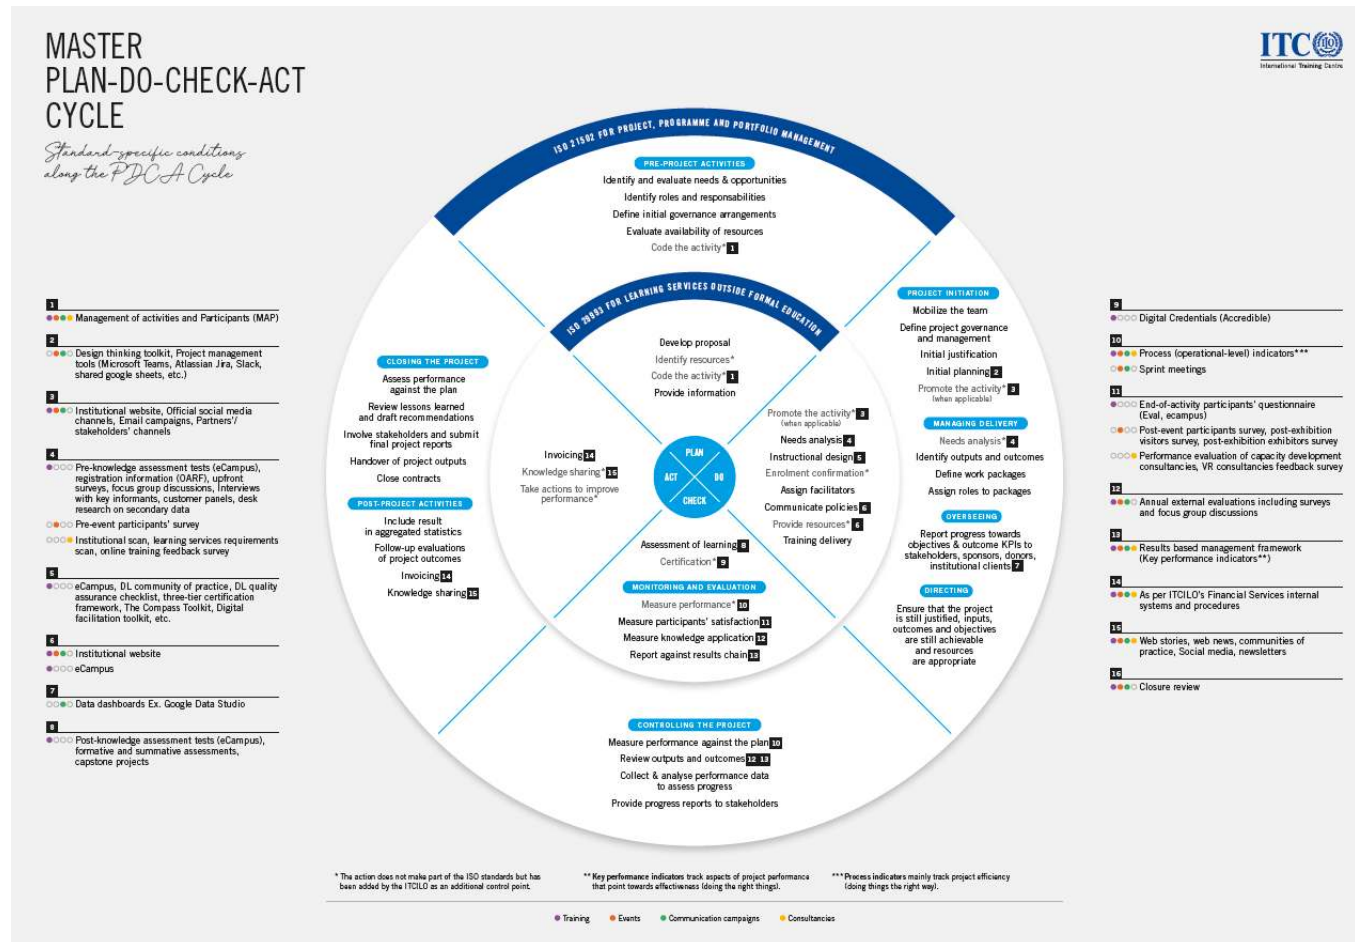 MASTER
PLAN-DO-CHECK-ACT
CYCLE
Standard-specific conditions
along the PDCA Cycle
ITC
International Training Centre
ISO 21502 FOR PROJECT, PROGRAMME AND PORTFOLIO MANAGEMENT
PRE-PROJECT ACTIVITIES
Identify and evaluate needs & opportunities
Identify roles and responsabilities
Define initial governance arrangements
Evaluate availability of resources
Code the activity* 1
ISO 29993 FOR LEARNING SERVICES OUTSIDE FORMAL EDUCATION
Develop proposal
Identify resources*
Code the activity* 1
Provide information
PLAN
DO
CHECK
ACT
PROJECT INITIATION
Mobilize the team
Define project governance
and management
Initial justification
Initial planning 2
Promote the activity* 3
(when applicable)
MANAGING DELIVERY
Needs analysis* 4
Identify outputs and outcomes
Define work packages
Assign roles to packages
OVERSEEING
Report progress towards
objectives & outcome KPIs to
stakeholders, sponsors, donors,
institutional clients 7
DIRECTING
Ensure that the project
is still justified, inputs,
outcomes and objectives
are still achievable
and resources
are appropriate
Promote the activity* 3
(when applicable)
Needs analysis 4
Instructional design 5
Enrolment confirmation*
Assign facilitators
Communicate policies 6
Provide resources* 6
Training delivery
Assessment of learning 8
Certification* 9
MONITORING AND EVALUATION
Measure performance* 10
Measure participants' satisfaction 11
Measure knowledge application 12
Report against results chain 13
CONTROLLING THE PROJECT
Measure performance against the plan 10
Review outputs and outcomes 12 13
Collect & analyse performance data
to assess progress
Provide progress reports to stakeholders
Invoicing 14
Knowledge sharing* 15
Take actions to improve
performance*
CLOSING THE PROJECT
Assess performance
against the plan
Review lessons learned
and draft recommendations
Involve stakeholders and submit
final project reports
Handover of project outputs
Close contracts
POST-PROJECT ACTIVITIES
Include result
in aggregated statistics
Follow-up evaluations
of project outcomes
Invoicing 14
Knowledge sharing 15
1
Management of activities and Participants (MAP)
2
Design thinking toolkit, Project management
tools (Microsoft Teams, Atlassian Jira, Slack,
shared google sheets, etc.)
3
Institutional website, Official social media
channels, Email campaigns, Partners'/
stakeholders' channels
4
Pre-knowledge assessment tests (eCampus),
registration information (OARF), upfront
surveys, focus group discussions, Interviews
with key informants, customer panels, desk
research on secondary data
Pre-event participants' survey
Institutional scan, learning services requirements
scan, online training feedback survey
5
eCampus, DL community of practice, DL quality
assurance checklist, three-tier certification
framework, The Compass Toolkit, Digital
facilitation toolkit, etc.
6
Institutional website
eCampus
7
Data dashboards Ex. Google Data Studio
8
Post-knowledge assessment tests (eCampus),
formative and summative assessments,
capstone projects
9
Digital Credentials (Accredible)
10
Process (operational-level) indicators***
Sprint meetings
11
End-of-activity participants' questionnaire
(Eval, ecampus)
Post-event participants survey, post-exhibition
visitors survey, post-exhibition exhibitors survey
Performance evaluation of capacity development
consultancies, VR consultancies feedback survey
12
Annual external evaluations including surveys
and focus group discussions
13
Results based management framework
(Key performance indicators**)
14
As per ITCILO's Financial Services internal
systems and procedures
15
Web stories, web news, communities of
practice, Social media, newsletters
16
Closure review
* The action does not make part of the ISO standards but has
been added by the ITCILO as an additional control point.
** Key performance indicators track aspects of project performance
that point towards effectiveness (doing the right things).
*** Process indicators mainly track project efficiency
(doing things the right way).
Training
Events
Communication campaigns
Consultancies